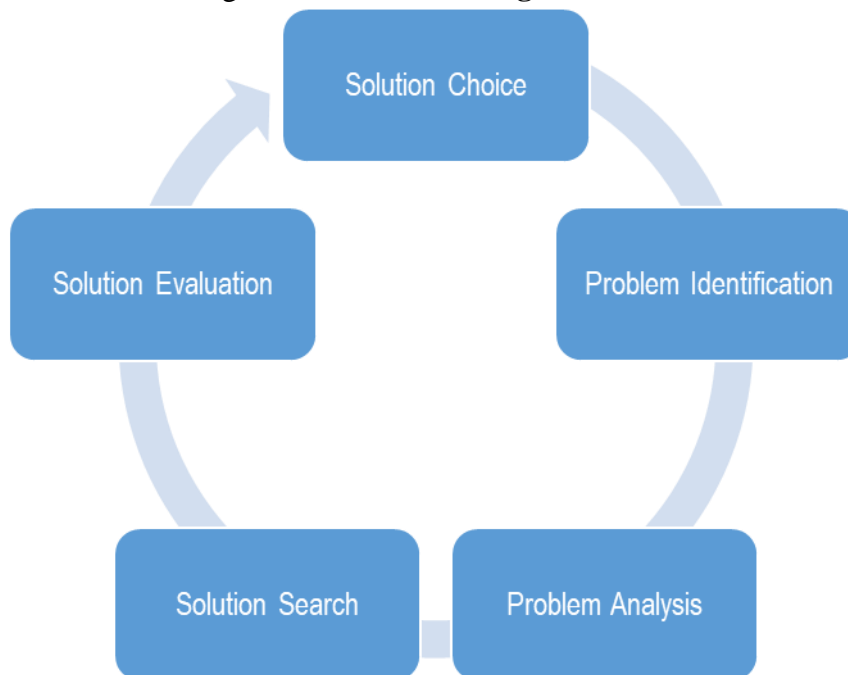 Solution Choice
Problem Identification
Problem Analysis
Solution Search
Solution Evaluation